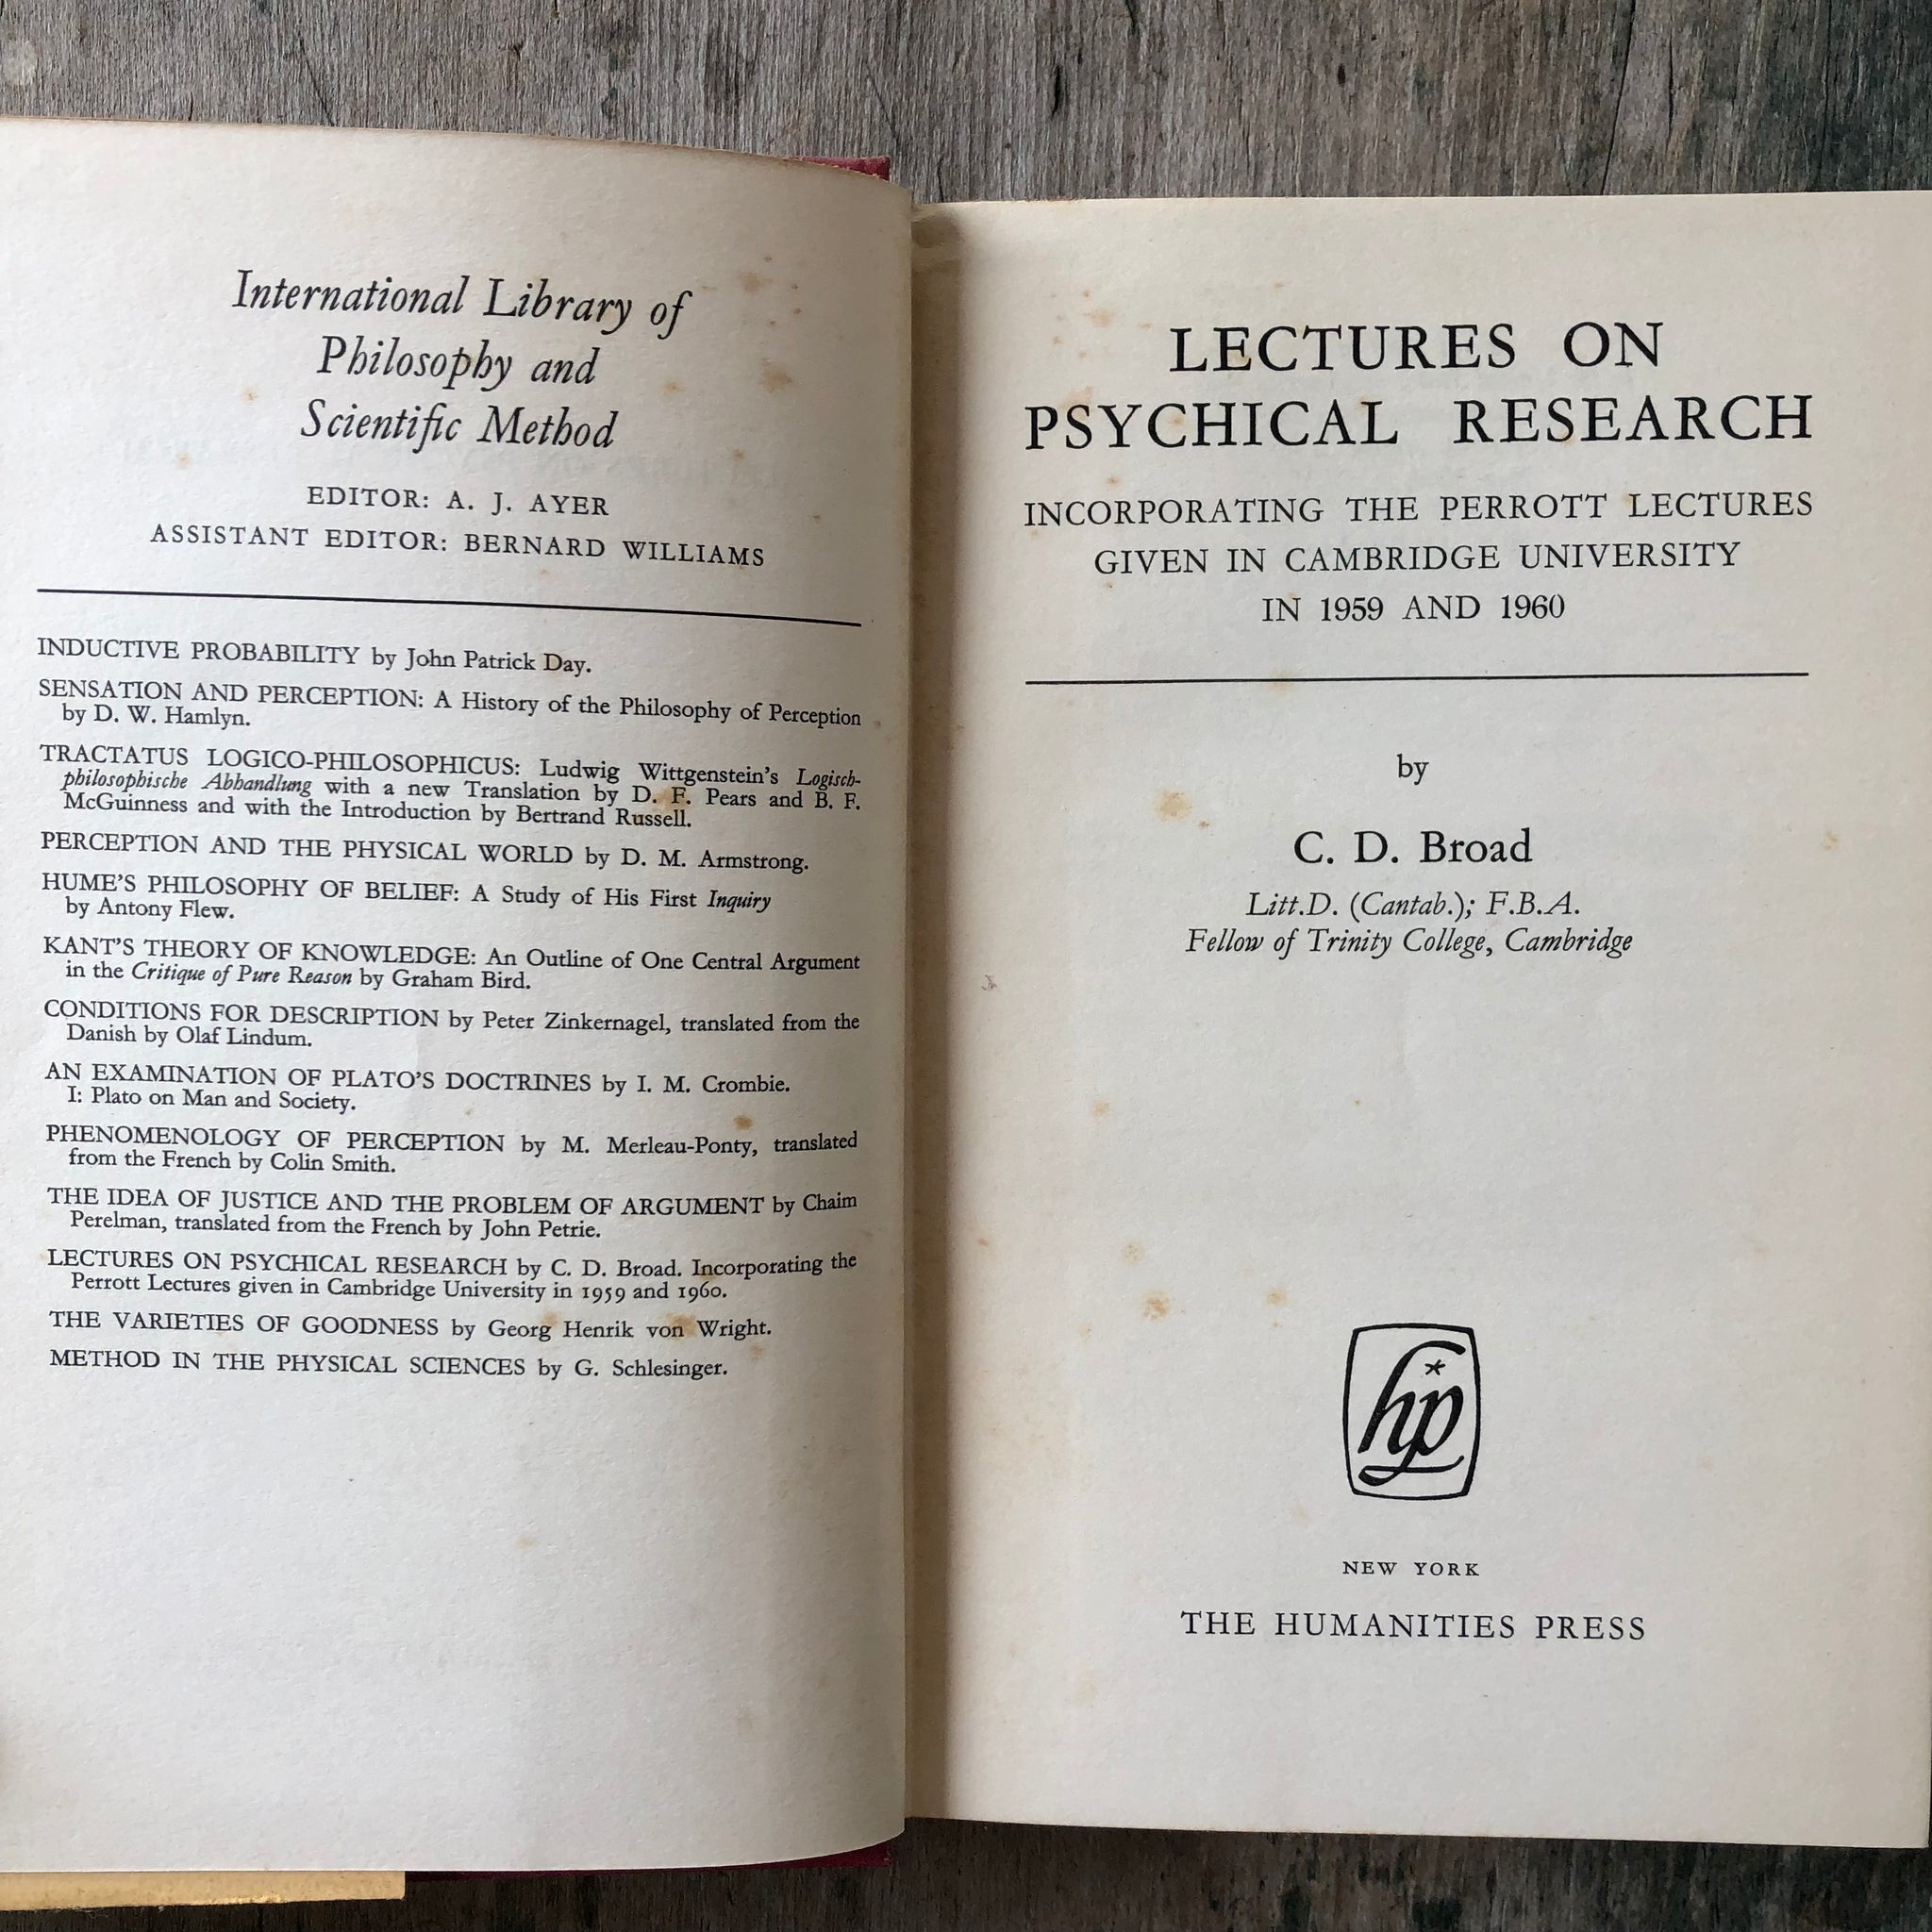 International Library of
Philosophy and
Scientific Method
EDITOR: A. J. AYER
ASSISTANT EDITOR: BERNARD WILLIAMS
INDUCTIVE PROBABILITY by John Patrick Day.
SENSATION AND PERCEPTION: A History of the Philosophy of Perception
by D. W. Hamlyn.
TRACTATUS LOGICO-PHILOSOPHICUS: Ludwig Wittgenstein's Logisch-
philosophische Abhandlung with a new Translation by D. F. Pears and B. F.
McGuinness and with the Introduction by Bertrand Russell.
PERCEPTION AND THE PHYSICAL WORLD by D. M. Armstrong.
HUME'S PHILOSOPHY OF BELIEF: A Study of His First Inquiry
by Antony Flew.
KANT'S THEORY OF KNOWLEDGE: An Outline of One Central Argument
in the Critique of Pure Reason by Graham Bird.
CONDITIONS FOR DESCRIPTION by Peter Zinkernagel, translated from the
Danish by Olaf Lindum.
AN EXAMINATION OF PLATO'S DOCTRINES by I. M. Crombie.
I: Plato on Man and Society.
PHENOMENOLOGY OF PERCEPTION by M. Merleau-Ponty, translated
from the French by Colin Smith.
THE IDEA OF JUSTICE AND THE PROBLEM OF ARGUMENT by Chaim
Perelman, translated from the French by John Petrie.
LECTURES ON PSYCHICAL RESEARCH by C. D. Broad. Incorporating the
Perrott Lectures given in Cambridge University in 1959 and 1960.
THE VARIETIES OF GOODNESS by Georg Henrik von Wright.
METHOD IN THE PHYSICAL SCIENCES by G. Schlesinger.
LECTURES ON
PSYCHICAL RESEARCH
INCORPORATING THE PERROTT LECTURES
GIVEN IN CAMBRIDGE UNIVERSITY
IN 1959 AND 1960
by
C. D. Broad
Litt.D. (Cantab.); F.B.A.
Fellow of Trinity College, Cambridge
hp
NEW YORK
THE HUMANITIES PRESS